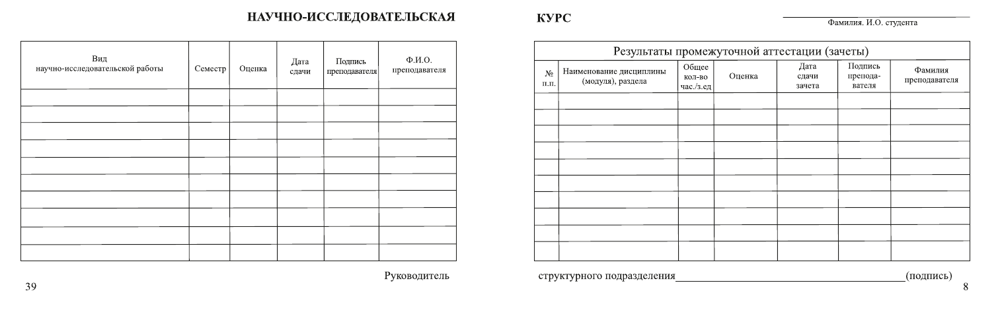 НАУЧНО-ИССЛЕДОВАТЕЛЬСКАЯ
Вид
научно-исследовательской работы
Семестр
Оценка
Дата
сдачи
Подпись
преподавателя
Ф.И.О.
преподавателя
Руководитель
39
КУРС
Фамилия. И.О. студента
Результаты промежуточной аттестации (зачеты)
№
п.п.
Наименование дисциплины
(модуля), раздела
Общее
кол-во
час./з.ед
Оценка
Дата
сдачи
зачета
Подпись
препода-
вателя
Фамилия
преподавателя
структурного подразделения (подпись)
8